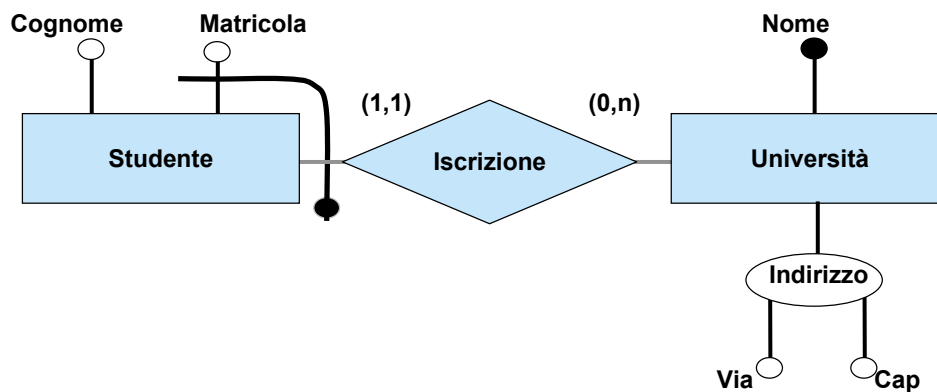 Cognome
Matricola
Nome
(1,1)
(0,n)
Studente
Iscrizione
Università
Indirizzo
Via
Cap